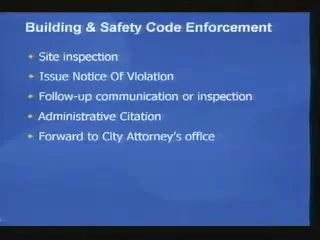 Building & Safety Code Enforcement
Site inspection
Issue Notice Of Violation
Follow-up communication or inspection
Administrative Citation
Forward to City Attorney's office